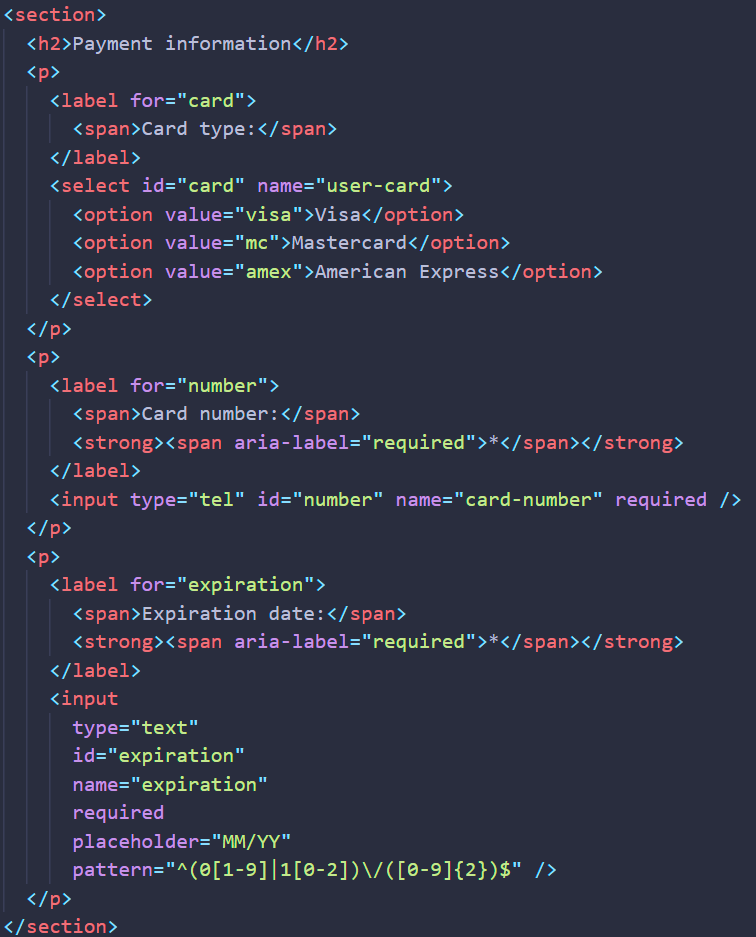 <section>
<h2>Payment information</h2>
<p>
<label for="card">
<span>Card type:</span>
</label>
<select id="card" name="user-card">
<option value="visa">Visa</option>
<option value="mc">Mastercard</option>
<option value="amex">American Express</option>
</select>
</p>
<p>
<label for="number">
<span>Card number:</span>
<strong><span aria-label="required">*</span></strong>
</label>
<input type="tel" id="number" name="card-number" required />
</p>
<p>
<label for="expiration">
<span>Expiration date:</span>
<strong><span aria-label="required">*</span></strong>
</label>
<input
type="text"
id="expiration"
name="expiration"
required
placeholder="MM/YY"
pattern="^(0[1-9]|1[0-2])\/([0-9]{2})$" />
</p>
</section>